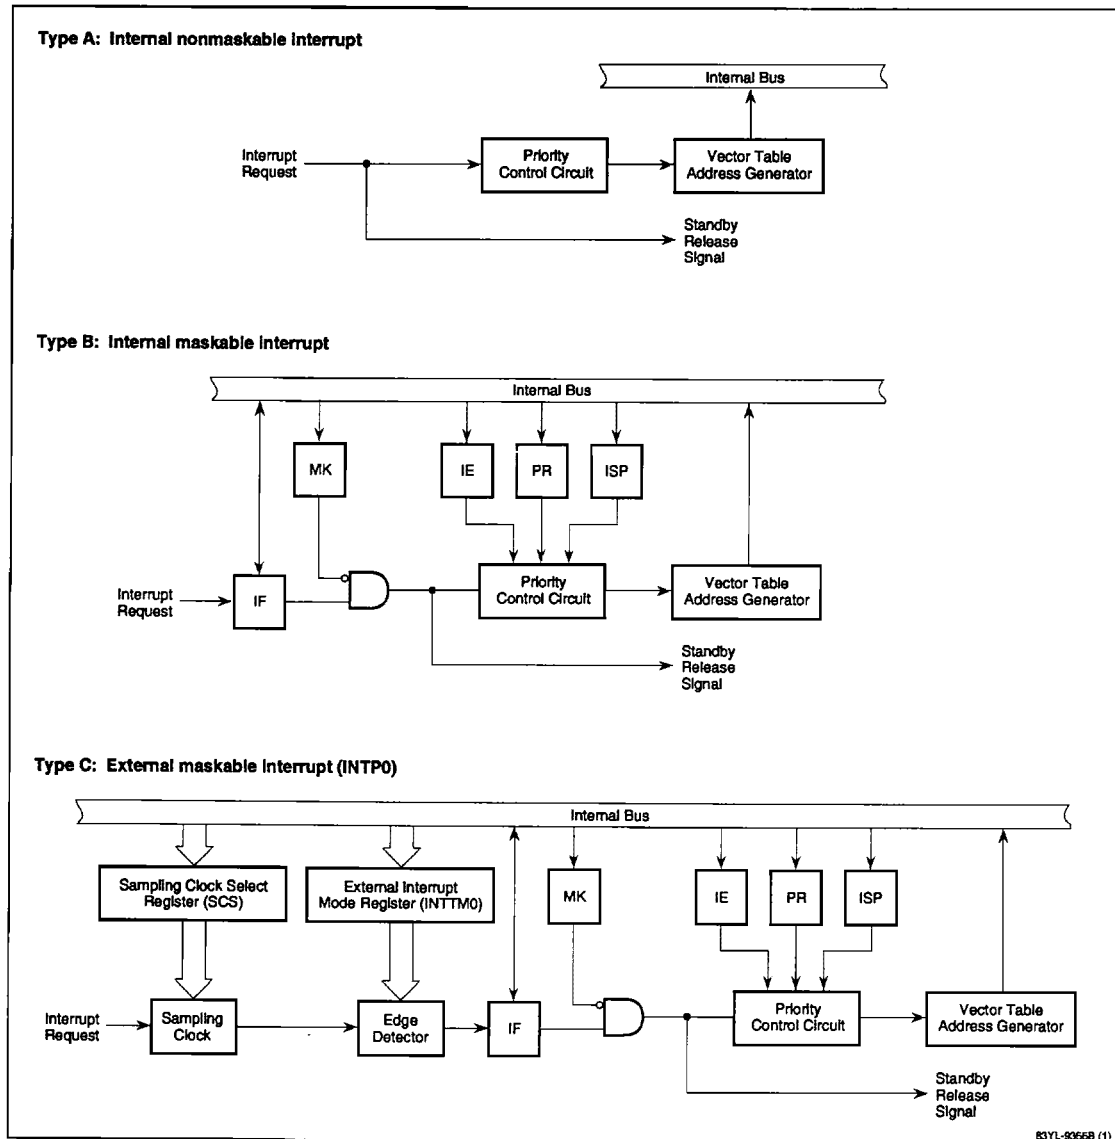 Type A: Internal nonmaskable interrupt
Internal Bus
Interrupt
Request
Priority
Control Circuit
Vector Table
Address Generator
Standby
Release
Signal
Type B: Internal maskable interrupt
Internal Bus
MK
IE
PR
ISP
Interrupt
Request
IF
Priority
Control Circuit
Vector Table
Address Generator
Standby
Release
Signal
Type C: External maskable interrupt (INTP0)
Internal Bus
Sampling Clock Select
Register (SCS)
External Interrupt
Mode Register (INTTM0)
MK
IE
PR
ISP
Interrupt
Request
Sampling
Clock
Edge
Detector
IF
Priority
Control Circuit
Vector Table
Address Generator
Standby
Release
Signal
83YL-9355B (1)